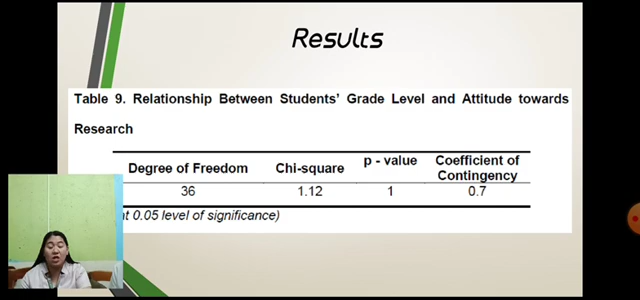 Results
Table 9. Relationship Between Students' Grade Level and Attitude towards
Research
Degree of Freedom Chi-square p - value Coefficient of Contingency
36 1.12 1 0.7
at 0.05 level of significance)